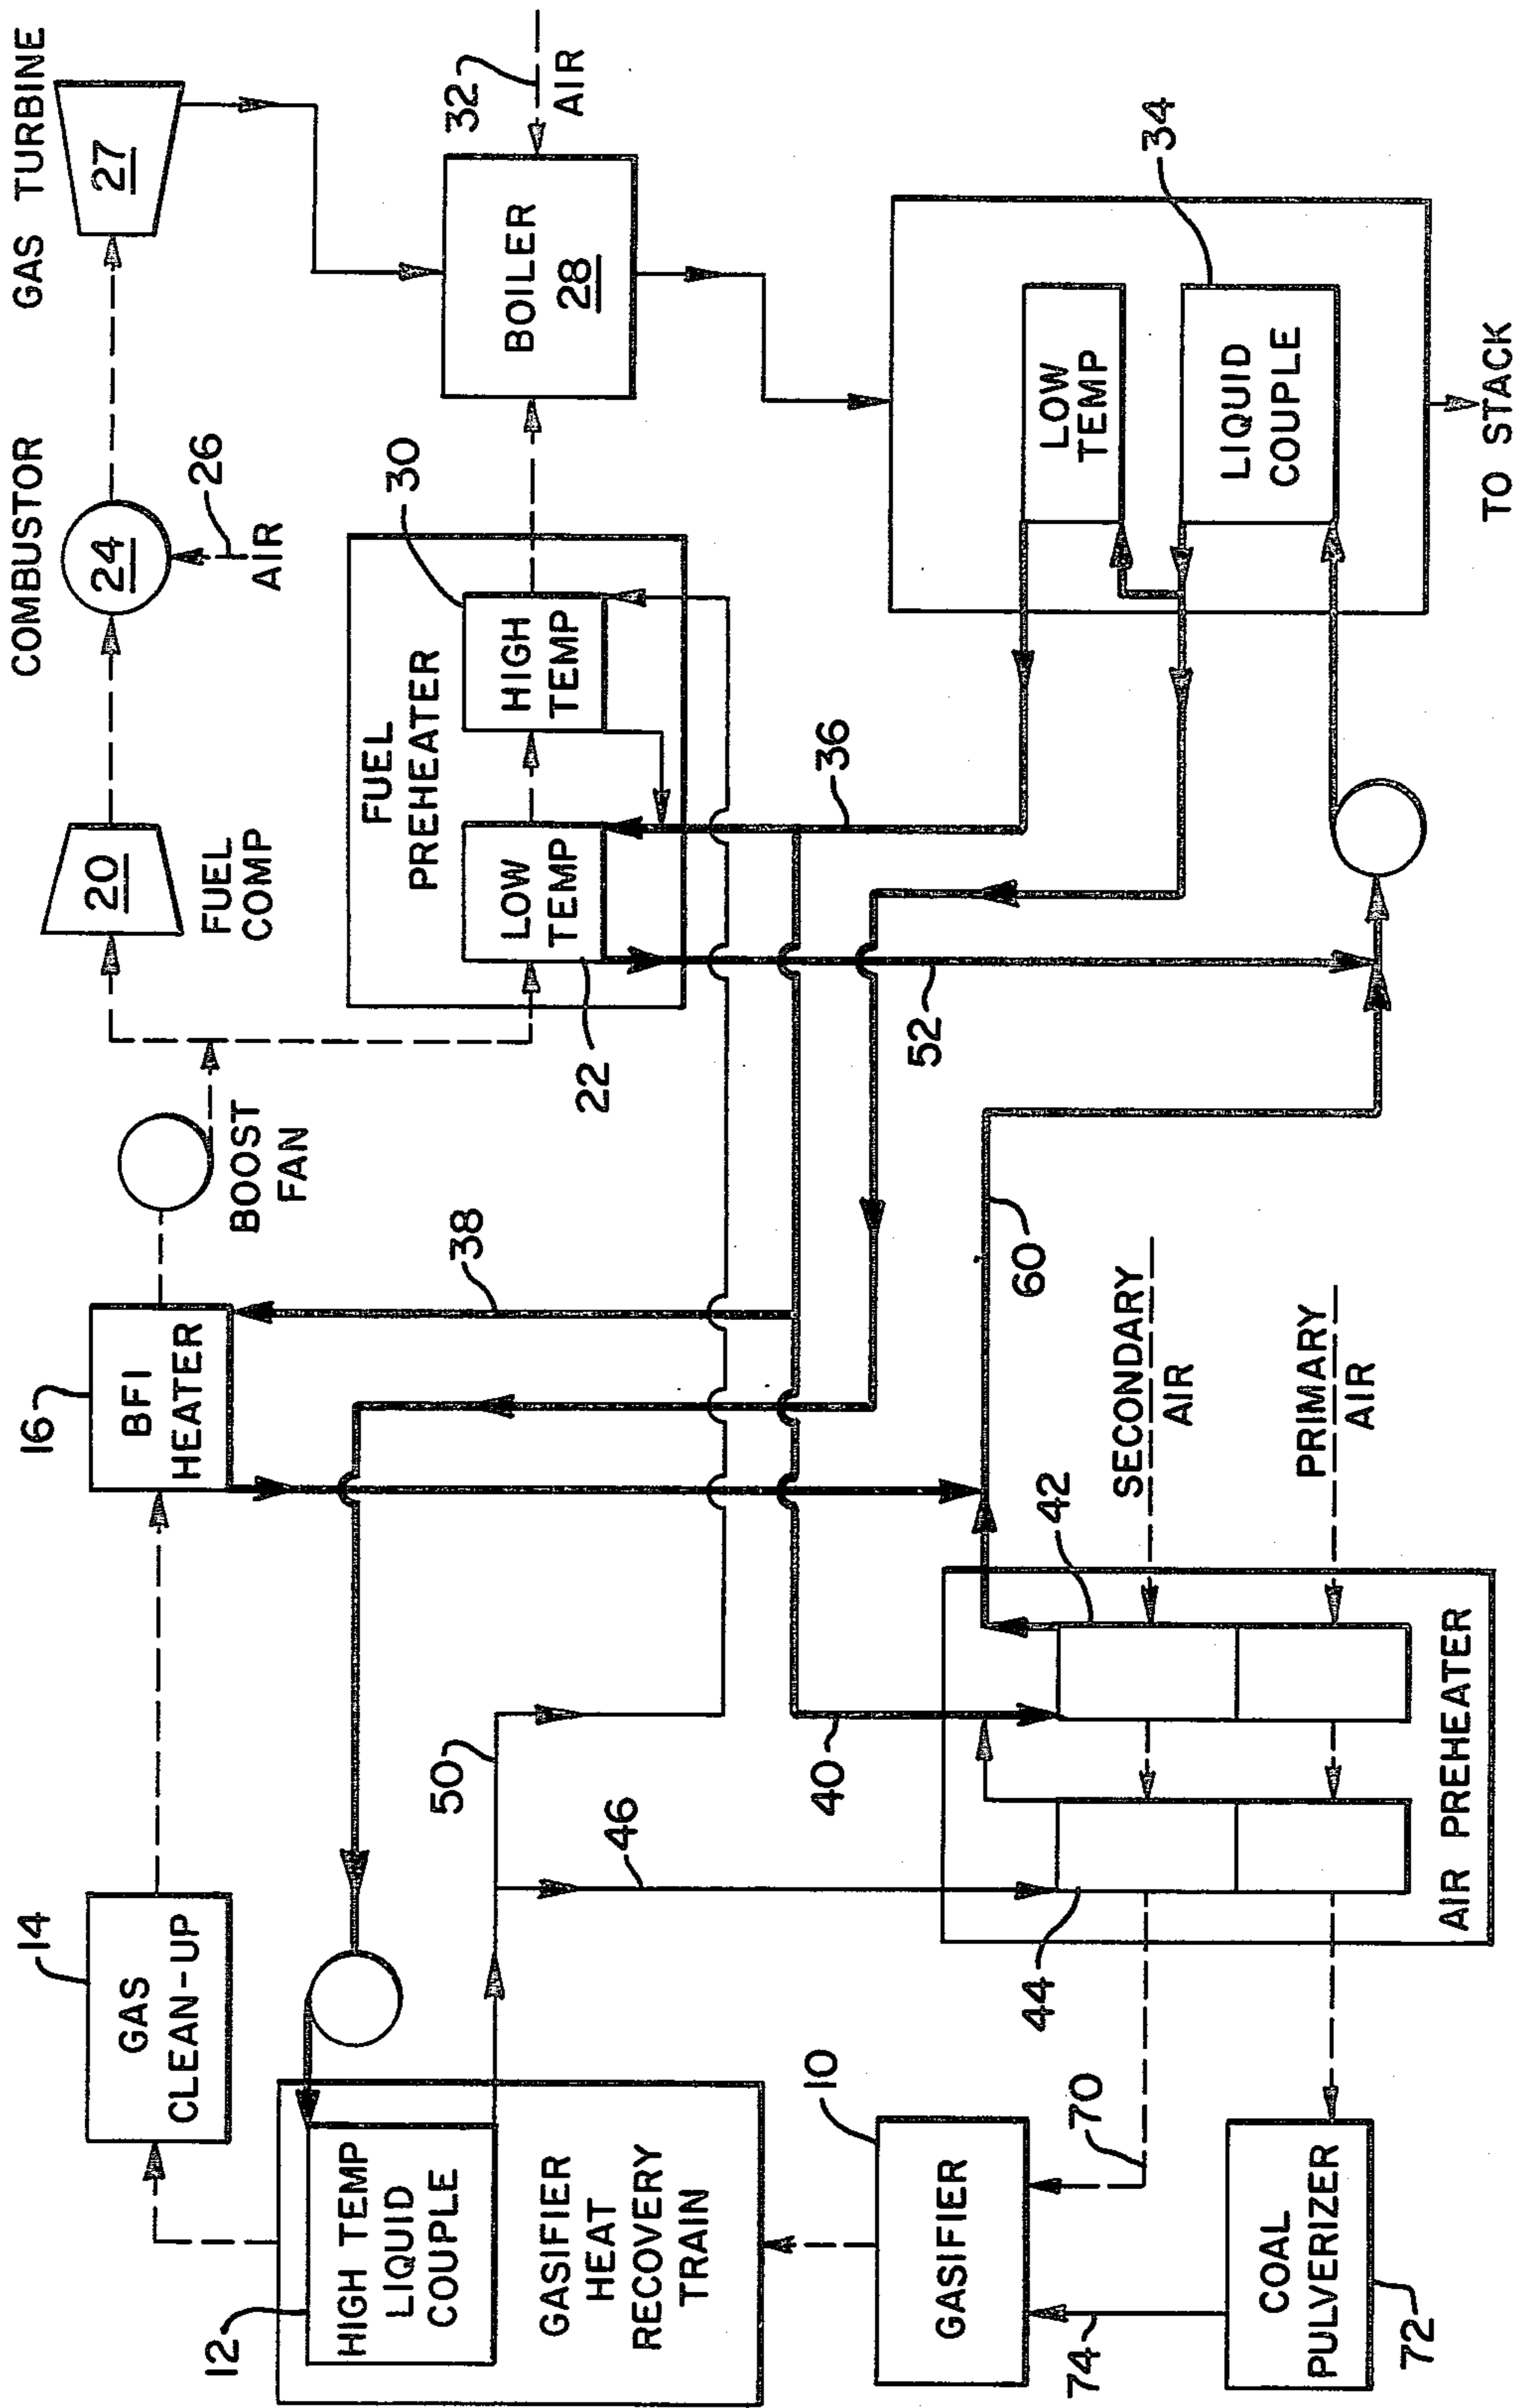 COMBUSTOR
GAS TURBINE
20
24
27
FUEL
COMP
26
AIR
16
BFI
HEATER
BOOST
FAN
14
GAS
CLEAN-UP
FUEL
PREHEATER
30
LOW
TEMP
HIGH
TEMP
22
BOILER
28
32
AIR
12
HIGH TEMP
LIQUID
COUPLE
GASIFIER
HEAT
RECOVERY
TRAIN
50
46
38
36
52
40
60
LOW
TEMP
LIQUID
COUPLE
34
TO STACK
10
GASIFIER
70
44
42
SECONDARY
AIR
PRIMARY
AIR
AIR PREHEATER
74
COAL
PULVERIZER
72